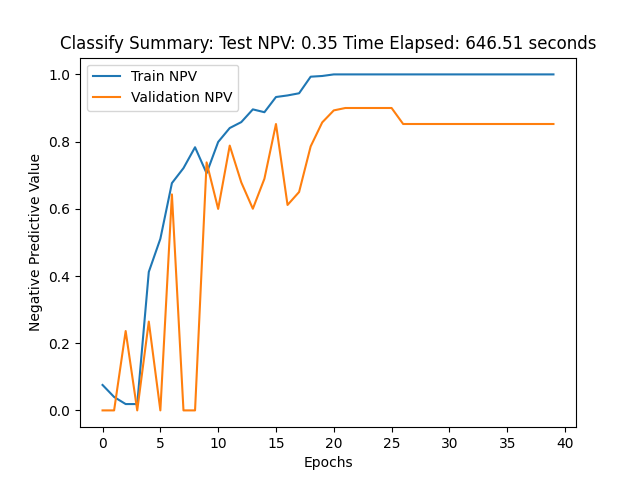 Classify Summary: Test NPV: 0.35 Time Elapsed: 646.51 seconds
Train NPV
Validation NPV
1.0
0.8
0.6
0.4
0.2
0.0
Negative Predictive Value
0 5 10 15 20 25 30 35 40
Epochs